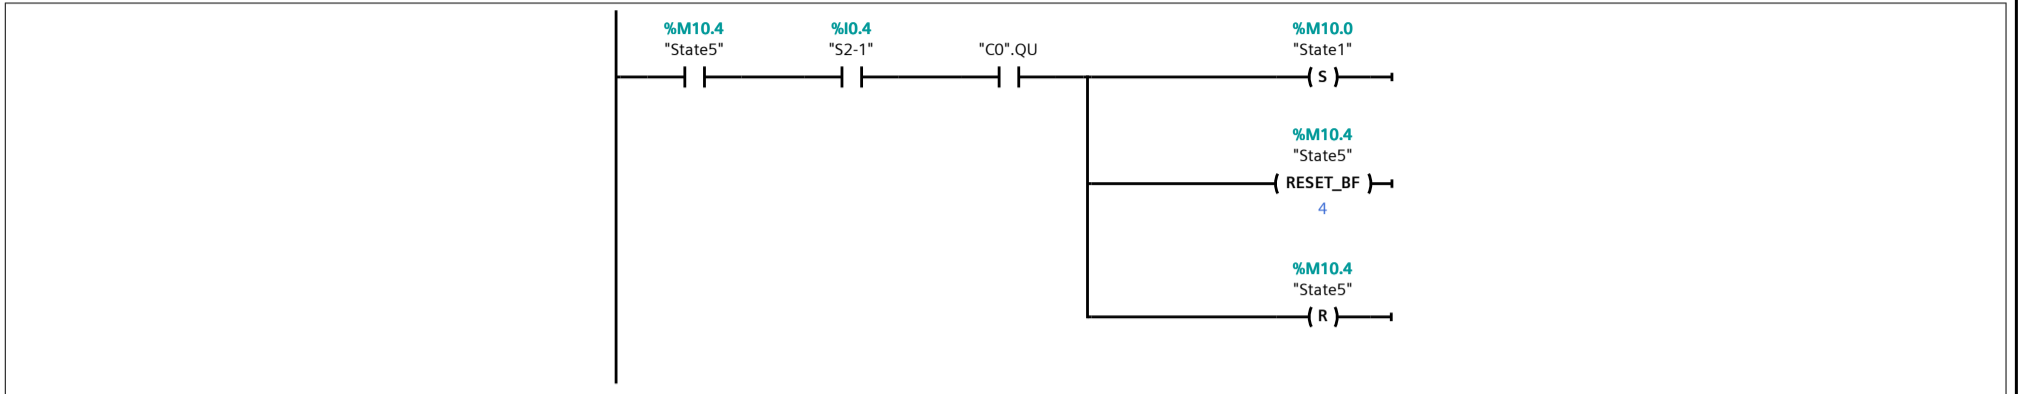 %M10.4 %I0.4 %M10.0
"State5" "S2-1" "C0".QU "State1"
S
%M10.4
"State5"
RESET_BF
4
%M10.4
"State5"
R